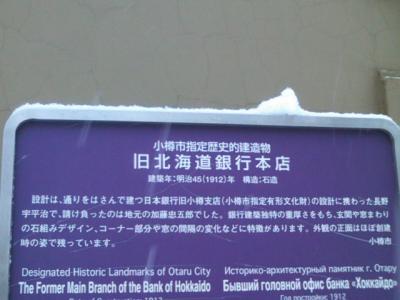 小樽市指定歴史的建造物
旧北海道銀行本店
建築年:明治45(1912)年 構造:石造
設計は、通りをはさんで建つ日本銀行旧小樽支店(小樽市指定有形文化財)の設計に携わった長野
宇平治で、請け負ったのは地元の加藤忠五郎でした。銀行建築独特の重厚さをもち、玄関や窓まわり
の石組みデザイン、コーナー部分や窓の間隔の変化などに特徴があります。外観の正面はほぼ創建
時の姿で残っています。 小樽市
Designated Historic Landmarks of Otaru City
The Former Main Branch of the Bank of Hokkaido
Date of Construction: 1912
Историко-архитектурный памятник г. Отару
Бывший головной офис банка «Хоккайдо»
Год постройки: 1912